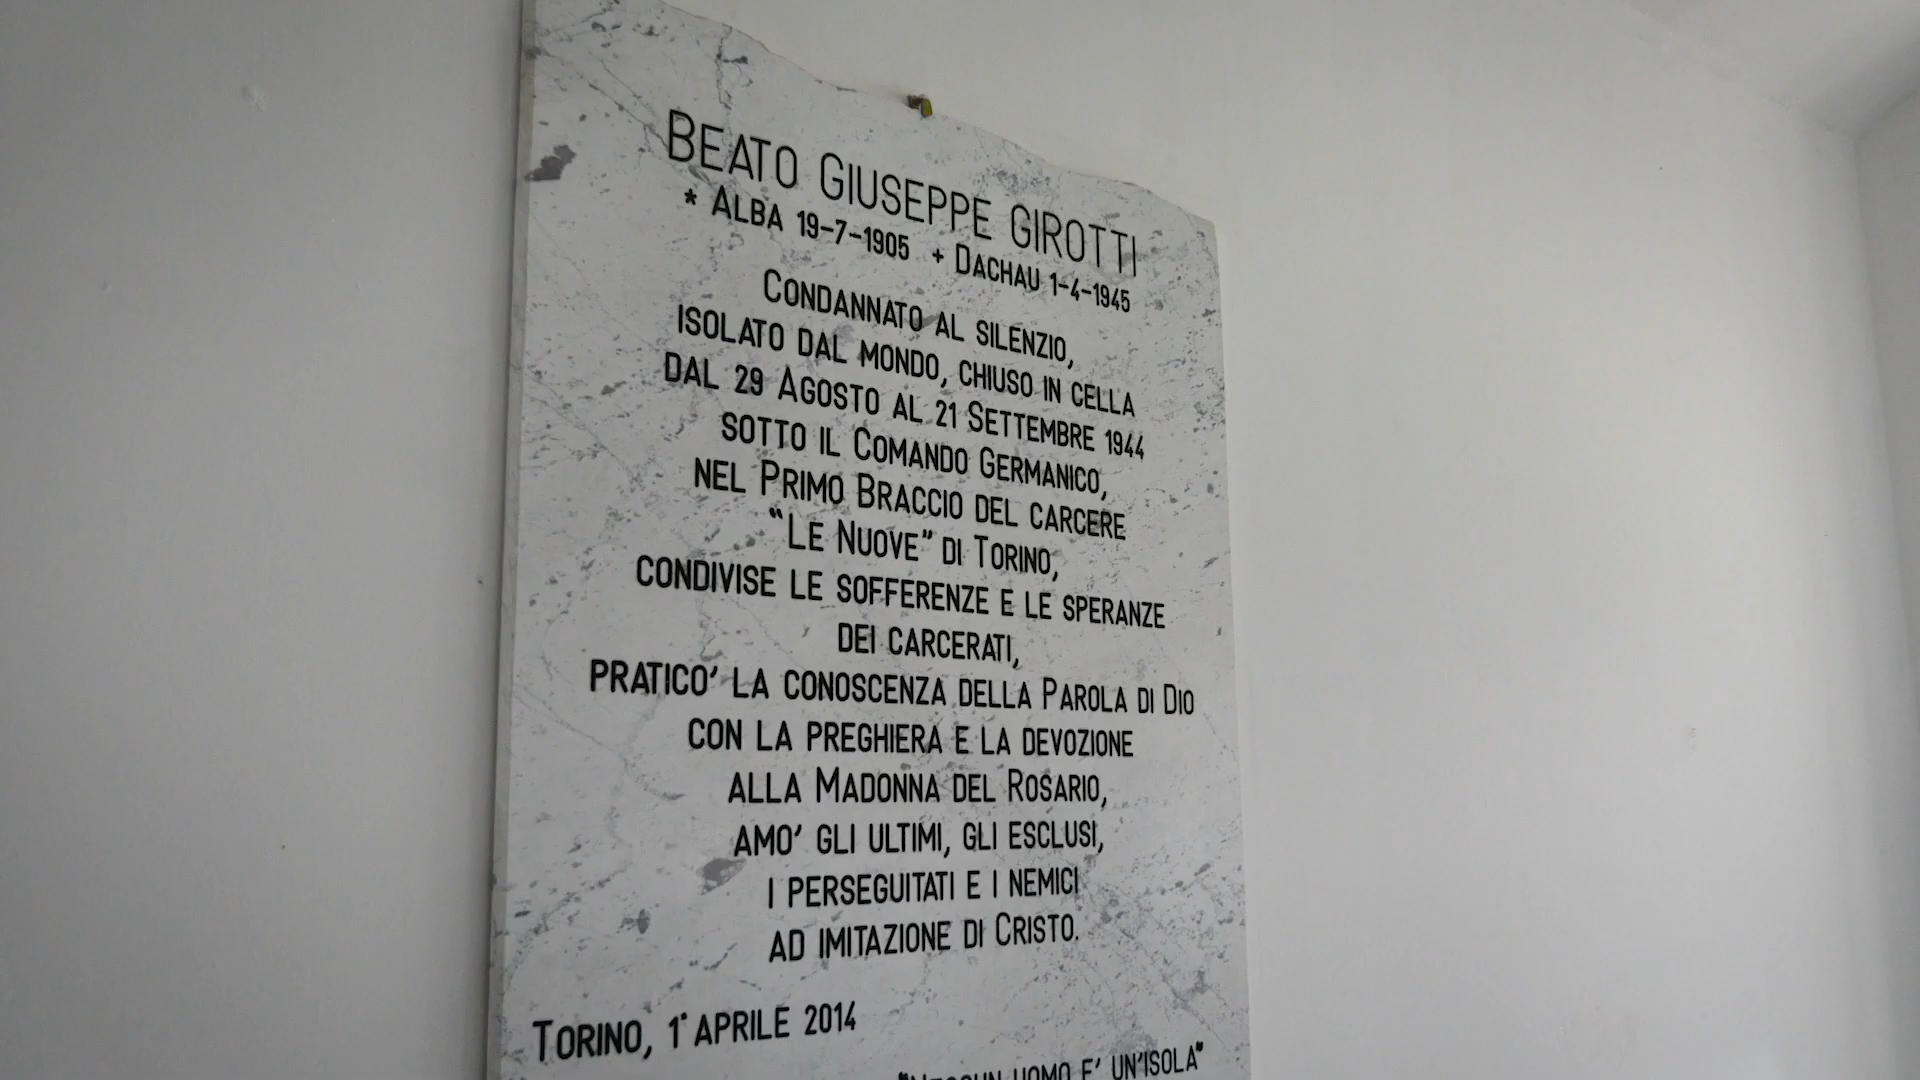 BEATO GIUSEPPE GIROTTI
* ALBA 19-7-1905 + DACHAU 1-4-1945
CONDANNATO AL SILENZIO,
ISOLATO DAL MONDO, CHIUSO IN CELLA
DAL 29 AGOSTO AL 21 SETTEMBRE 1944
SOTTO IL COMANDO GERMANICO,
NEL PRIMO BRACCIO DEL CARCERE
"LE NUOVE" DI TORINO,
CONDIVISE LE SOFFERENZE E LE SPERANZE
DEI CARCERATI,
PRATICO' LA CONOSCENZA DELLA PAROLA DI DIO
CON LA PREGHIERA E LA DEVOZIONE
ALLA MADONNA DEL ROSARIO,
AMO' GLI ULTIMI, GLI ESCLUSI,
I PERSEGUITATI E I NEMICI
AD IMITAZIONE DI CRISTO.
TORINO, 1° APRILE 2014
"NESSUN UOMO E' UN'ISOLA"